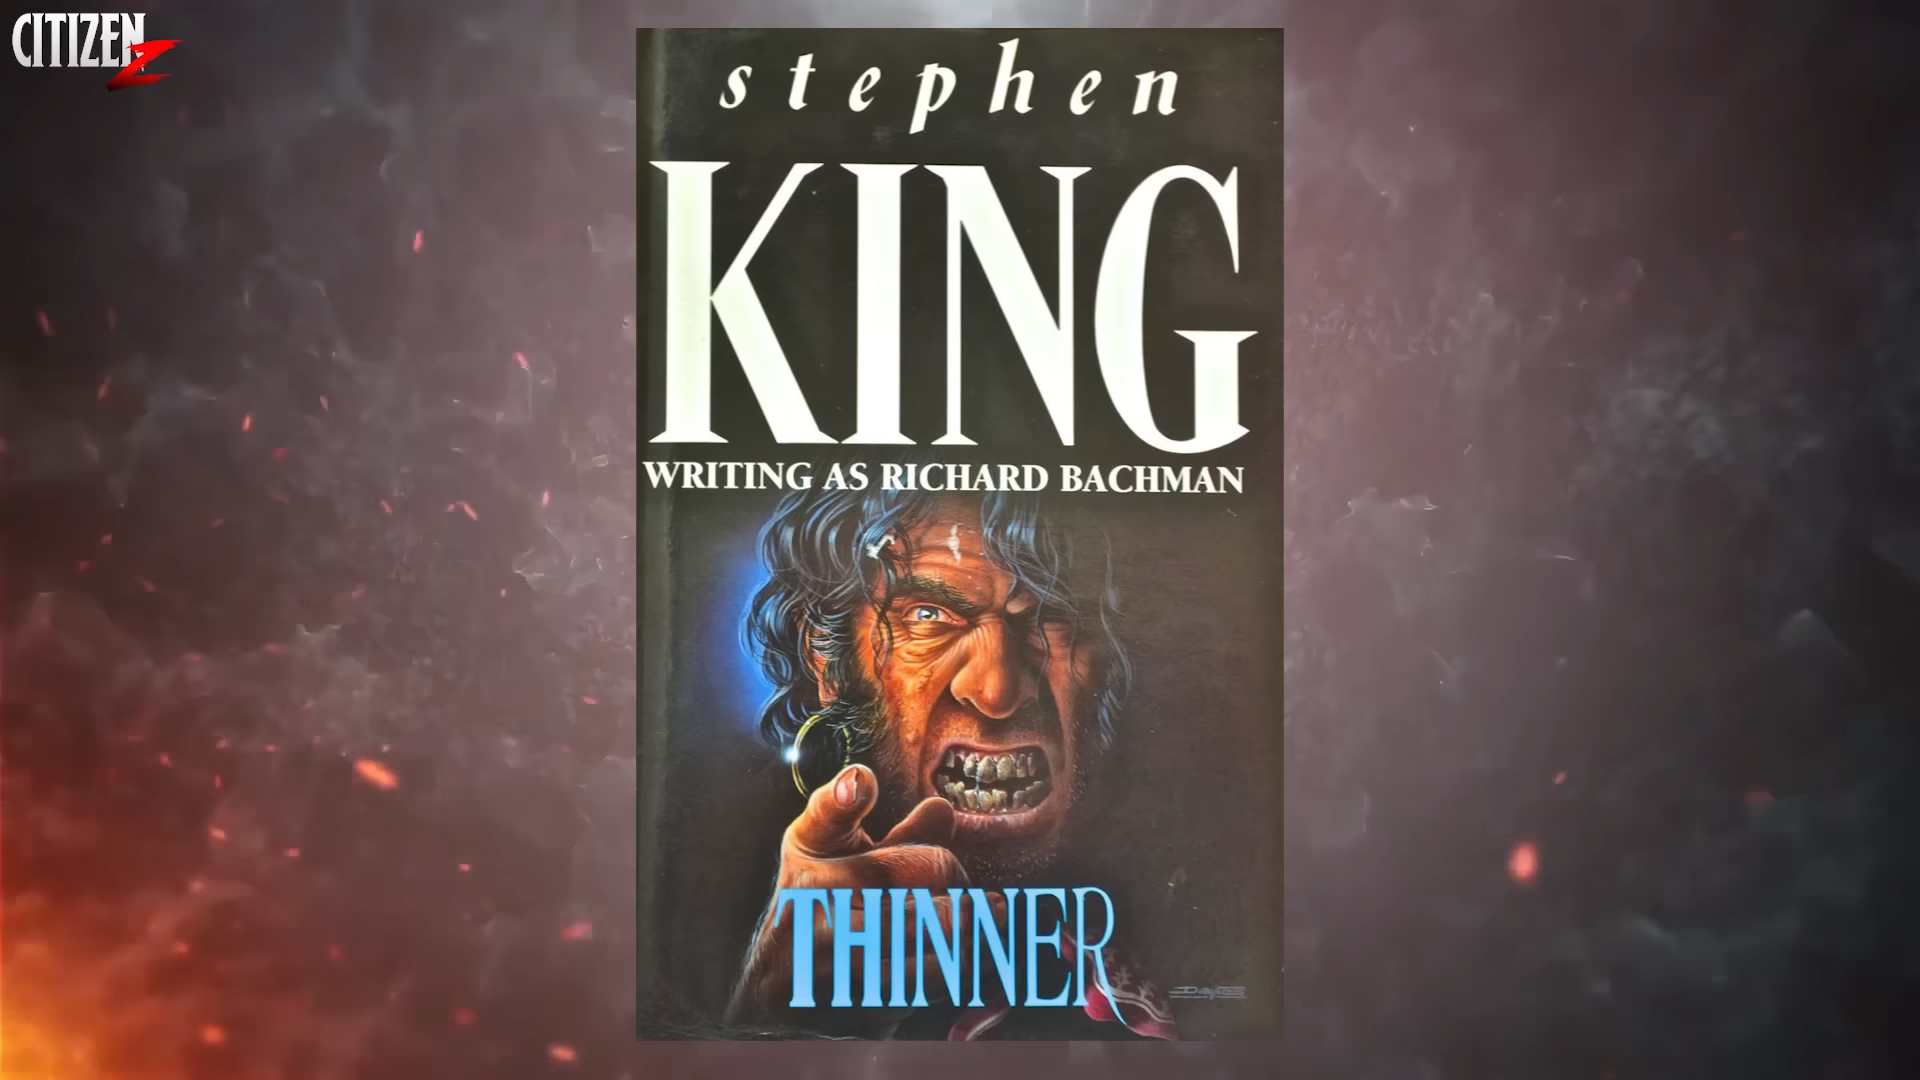 CITIZEN
Z
stephen
KING
WRITING AS RICHARD BACHMAN
THINNER